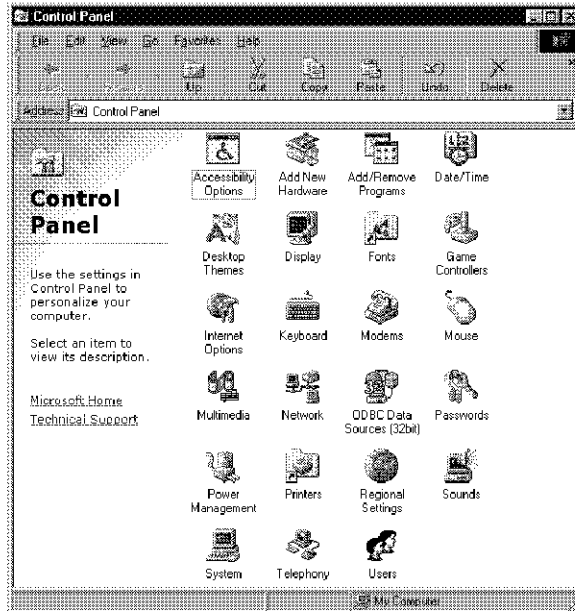 Control Panel
File Edit View Go Favorites Help
Up Cut Copy Paste Undo Delete
Address Control Panel
Control
Panel
Use the settings in
Control Panel to
personalize your
computer.
Select an item to
view its description.
Microsoft Home
Technical Support
Accessibility
Options
Add New
Hardware
Add/Remove
Programs
Date/Time
Desktop
Themes
Display
Fonts
Game
Controllers
Internet
Options
Keyboard
Modems
Mouse
Multimedia
Network
ODBC Data
Sources (32bit)
Passwords
Power
Management
Printers
Regional
Settings
Sounds
System
Telephony
Users
My Computer